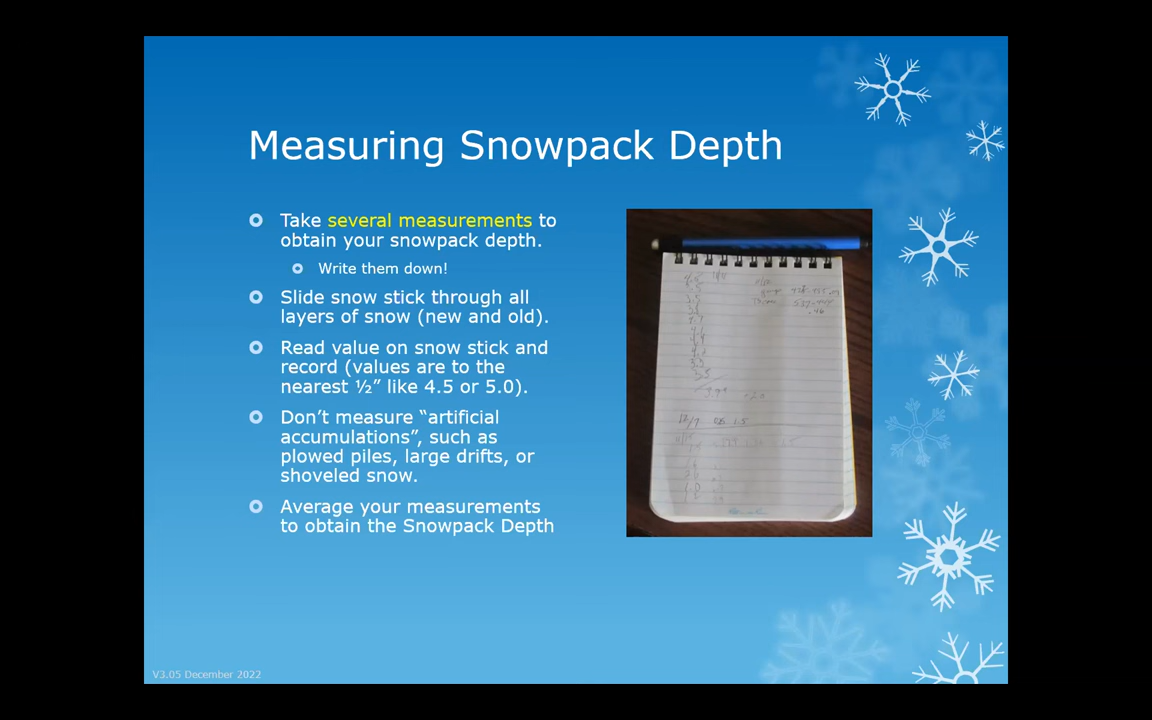 Measuring Snowpack Depth
Take several measurements to
obtain your snowpack depth.
Write them down!
Slide snow stick through all
layers of snow (new and old).
Read value on snow stick and
record (values are to the
nearest ½” like 4.5 or 5.0).
Don’t measure “artificial
accumulations”, such as
plowed piles, large drifts, or
shoveled snow.
Average your measurements
to obtain the Snowpack Depth
V3.05 December 2022